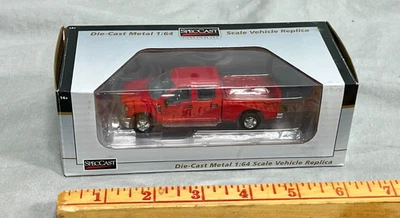 Die-Cast Metal 1:64
SPECCAST
Scale Vehicle Replica
14+
SPECCAST
Die-Cast Metal 1:64 Scale Vehicle Replica
1 2 3 4 5 6 7